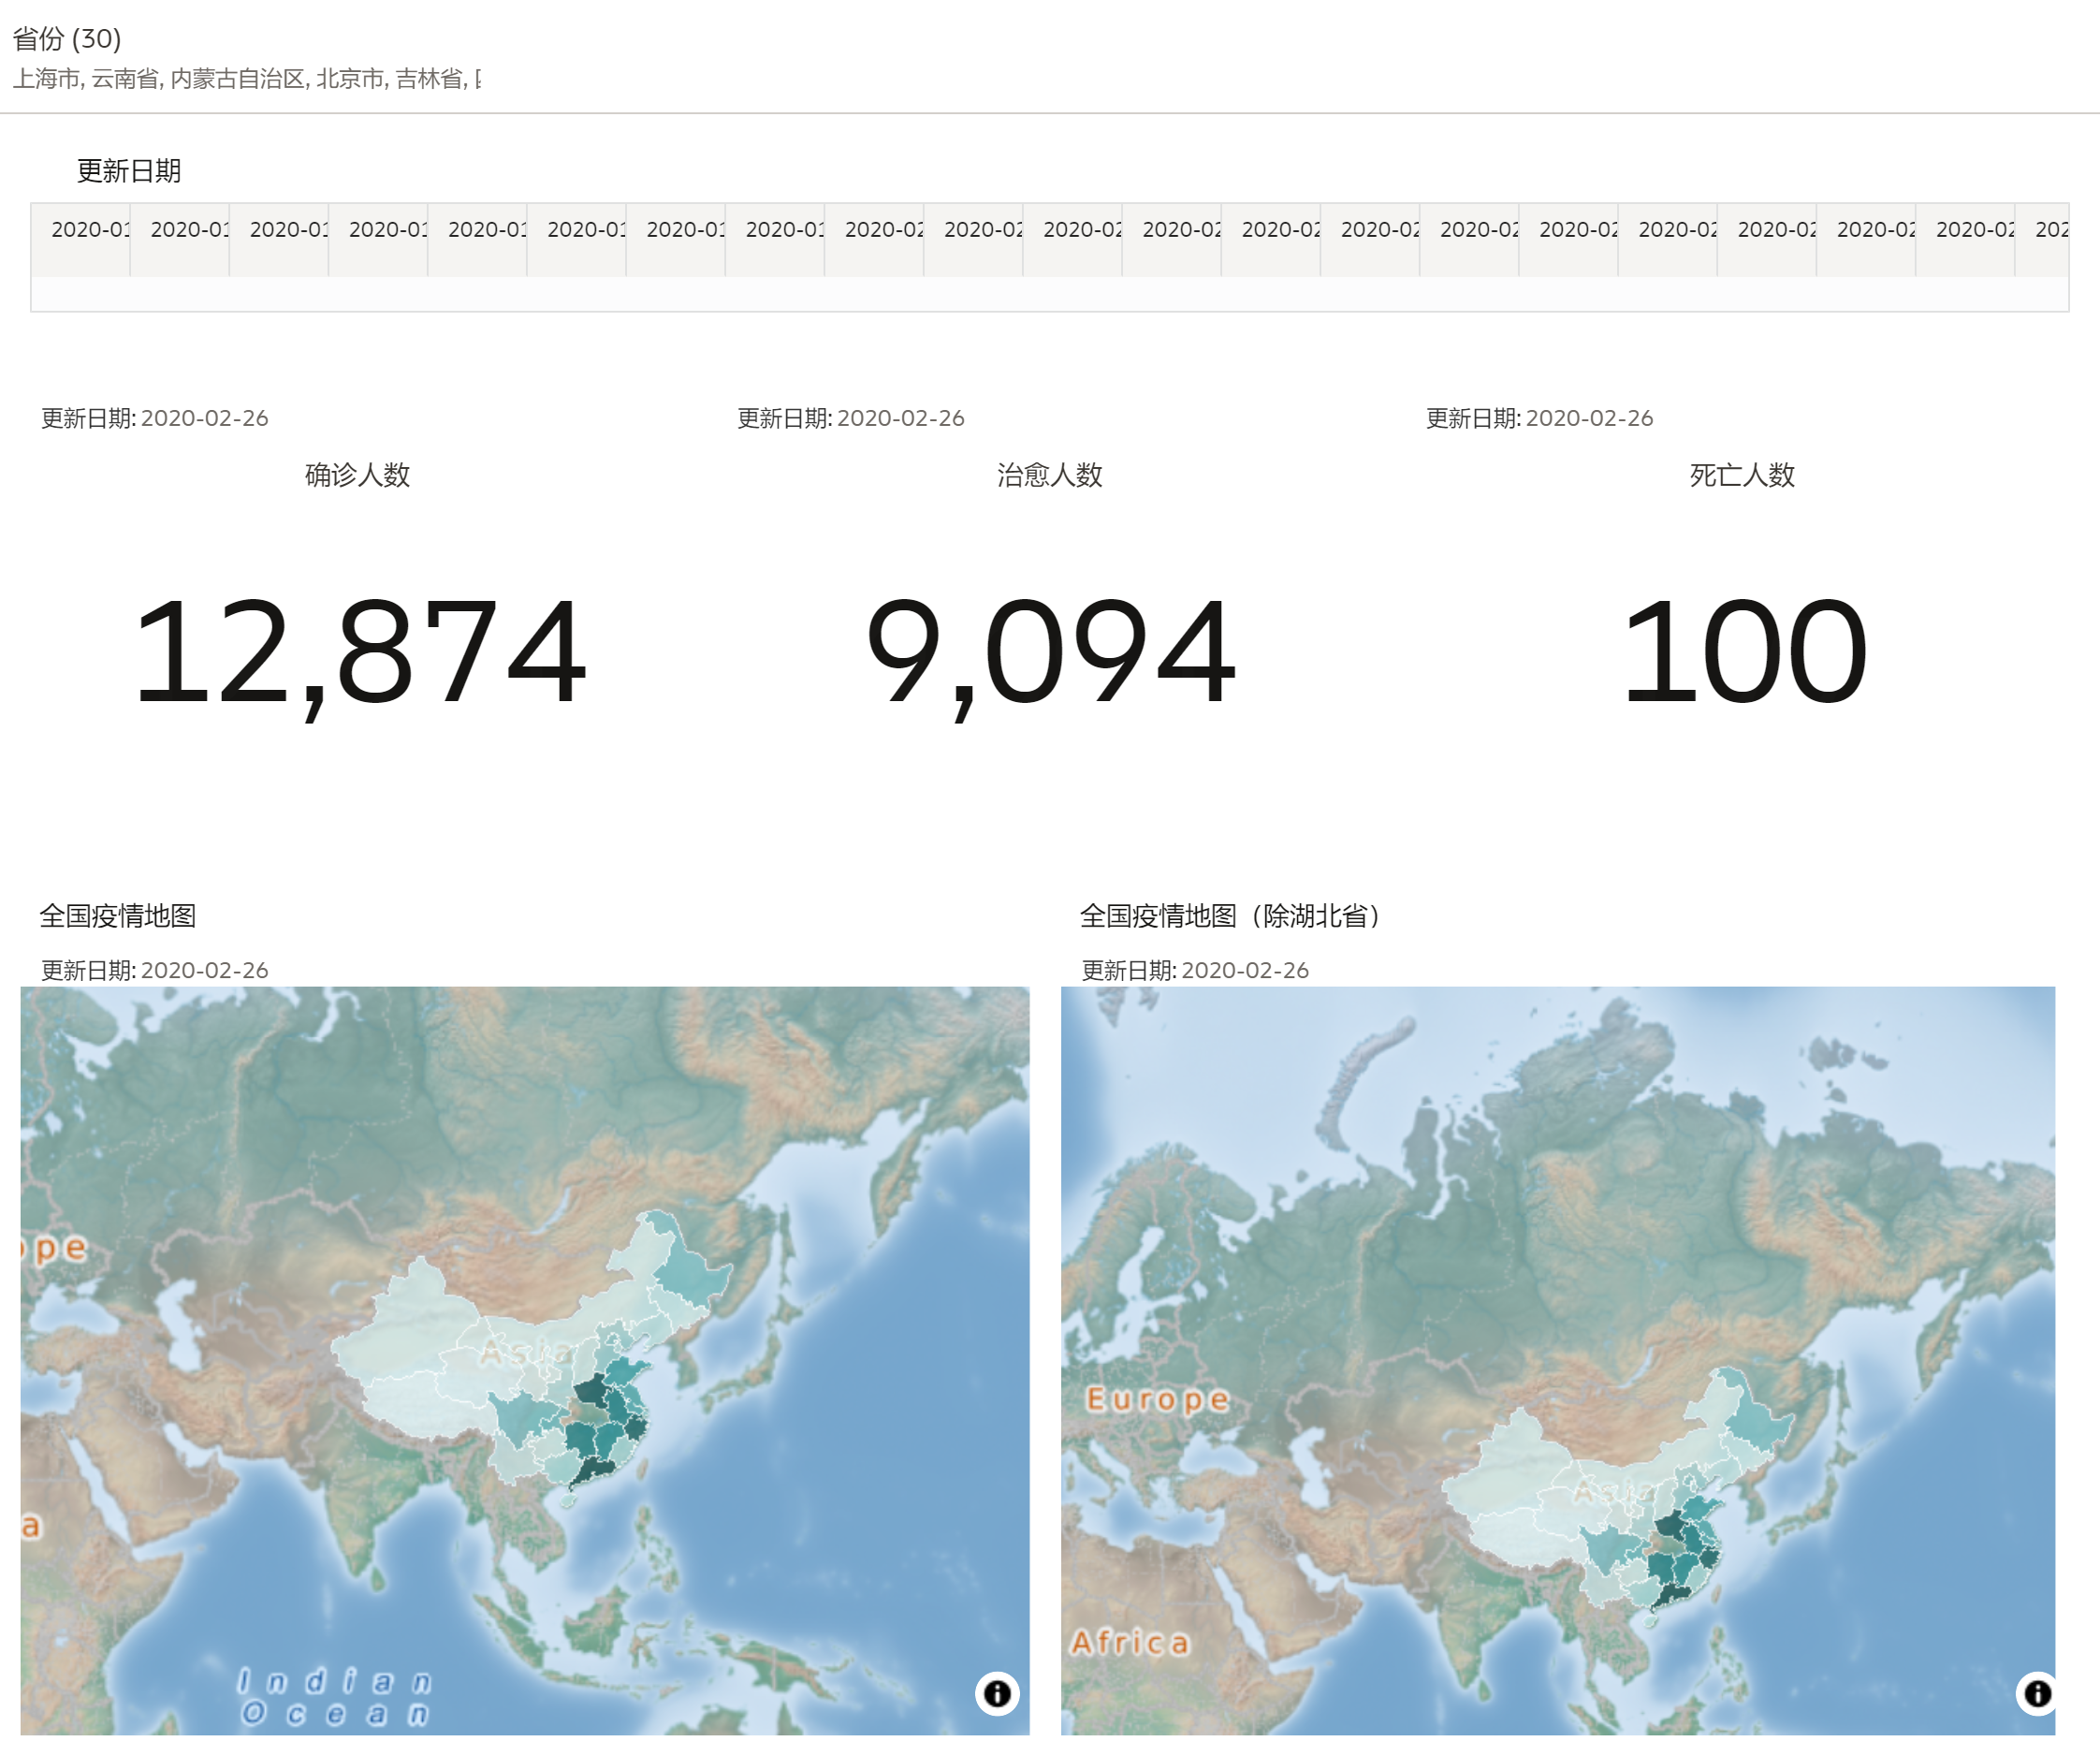 省份 (30)
上海市, 云南省, 内蒙古自治区, 北京市, 吉林省,
更新日期
2020-01 2020-01 2020-01 2020-01 2020-01 2020-01 2020-01 2020-01 2020-02 2020-02 2020-02 2020-02 2020-02 2020-02 2020-02 2020-02 2020-02 2020-02 2020-02 2020-02 202
更新日期: 2020-02-26 更新日期: 2020-02-26 更新日期: 2020-02-26
确诊人数 治愈人数 死亡人数
12,874 9,094 100
全国疫情地图 全国疫情地图（除湖北省）
更新日期: 2020-02-26 更新日期: 2020-02-26
pe
Asia
a
Indian
Ocean
Europe
Asia
Africa